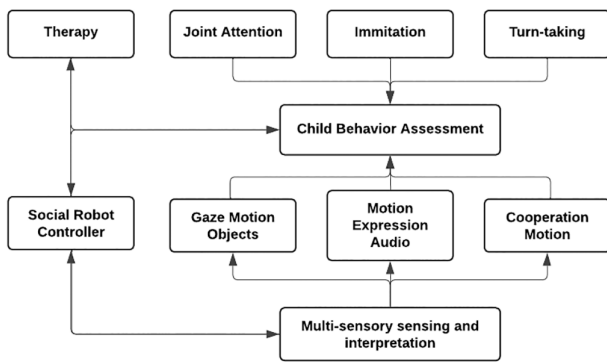 Therapy
Joint Attention
Immitation
Turn-taking
Child Behavior Assessment
Social Robot
Controller
Gaze Motion
Objects
Motion
Expression
Audio
Cooperation
Motion
Multi-sensory sensing and
interpretation